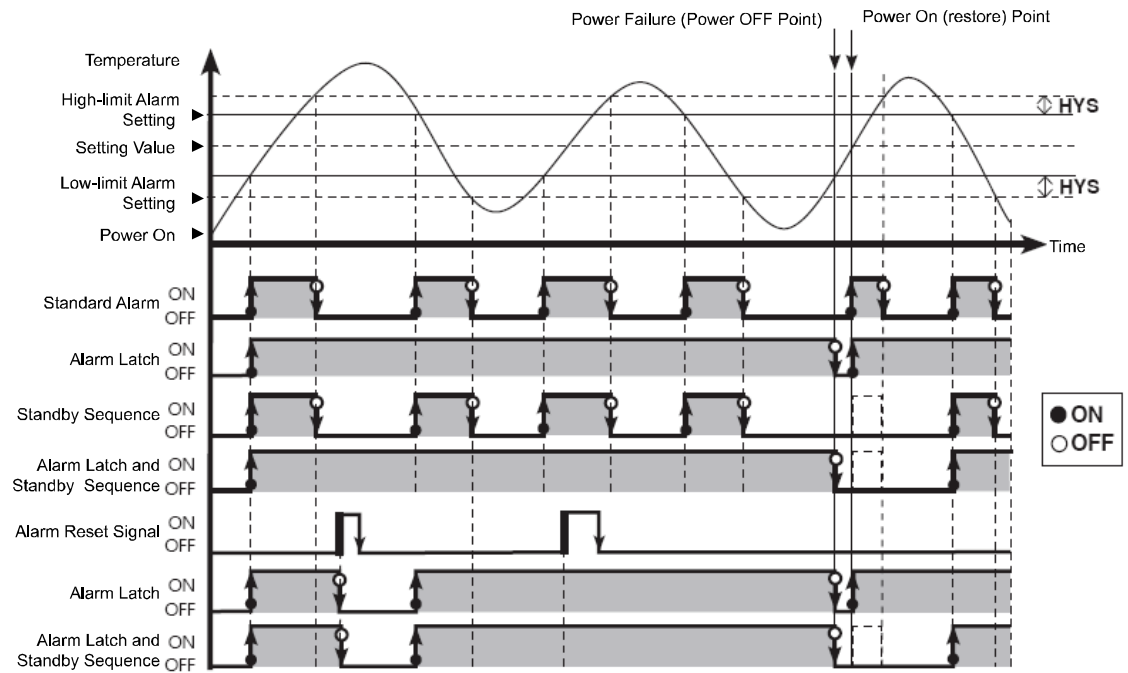 Power Failure (Power OFF Point)
Power On (restore) Point
Temperature
High-limit Alarm
Setting
HYS
Setting Value
Low-limit Alarm
Setting
HYS
Power On
Time
Standard Alarm
ON
OFF
Alarm Latch
ON
OFF
Standby Sequence
ON
OFF
Alarm Latch and
Standby Sequence
ON
OFF
ON
OFF
Alarm Reset Signal
ON
OFF
Alarm Latch
ON
OFF
Alarm Latch and
Standby Sequence
ON
OFF